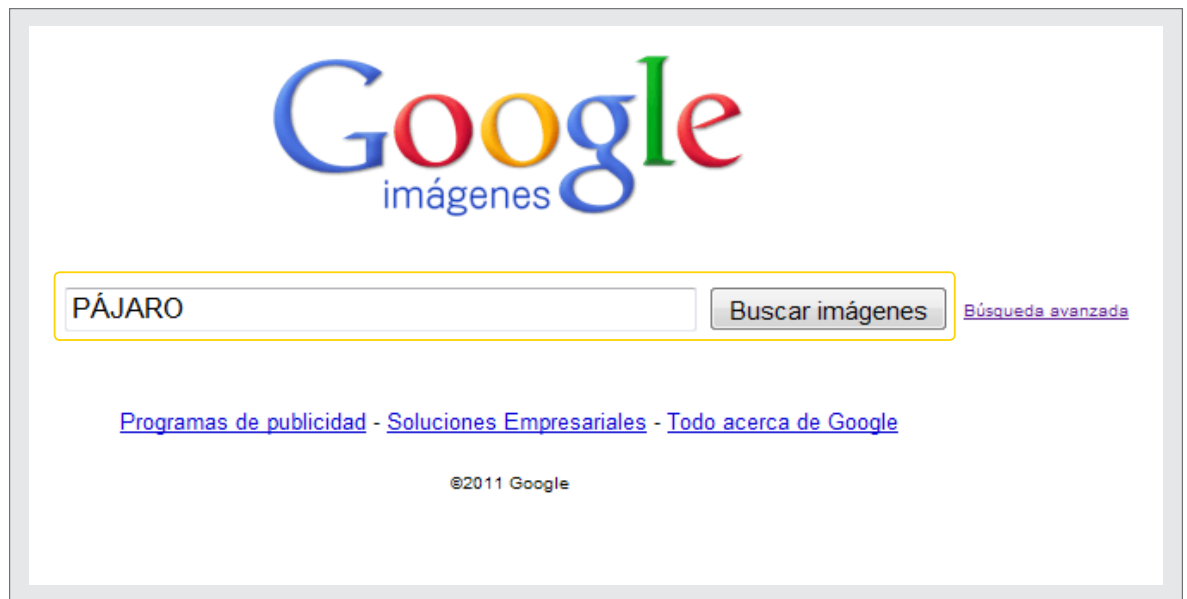 Google
imágenes
PÁJARO Buscar imágenes Búsqueda avanzada
Programas de publicidad - Soluciones Empresariales - Todo acerca de Google
©2011 Google